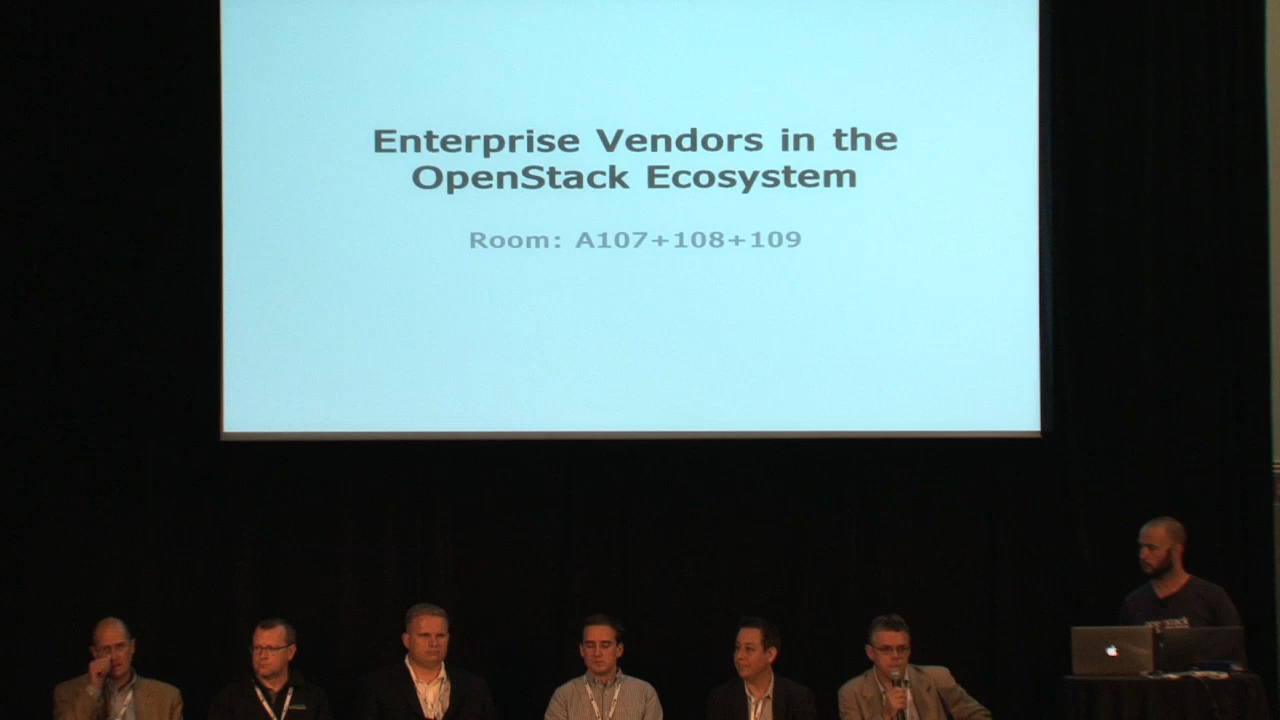 Enterprise Vendors in the
OpenStack Ecosystem
Room: A107+108+109